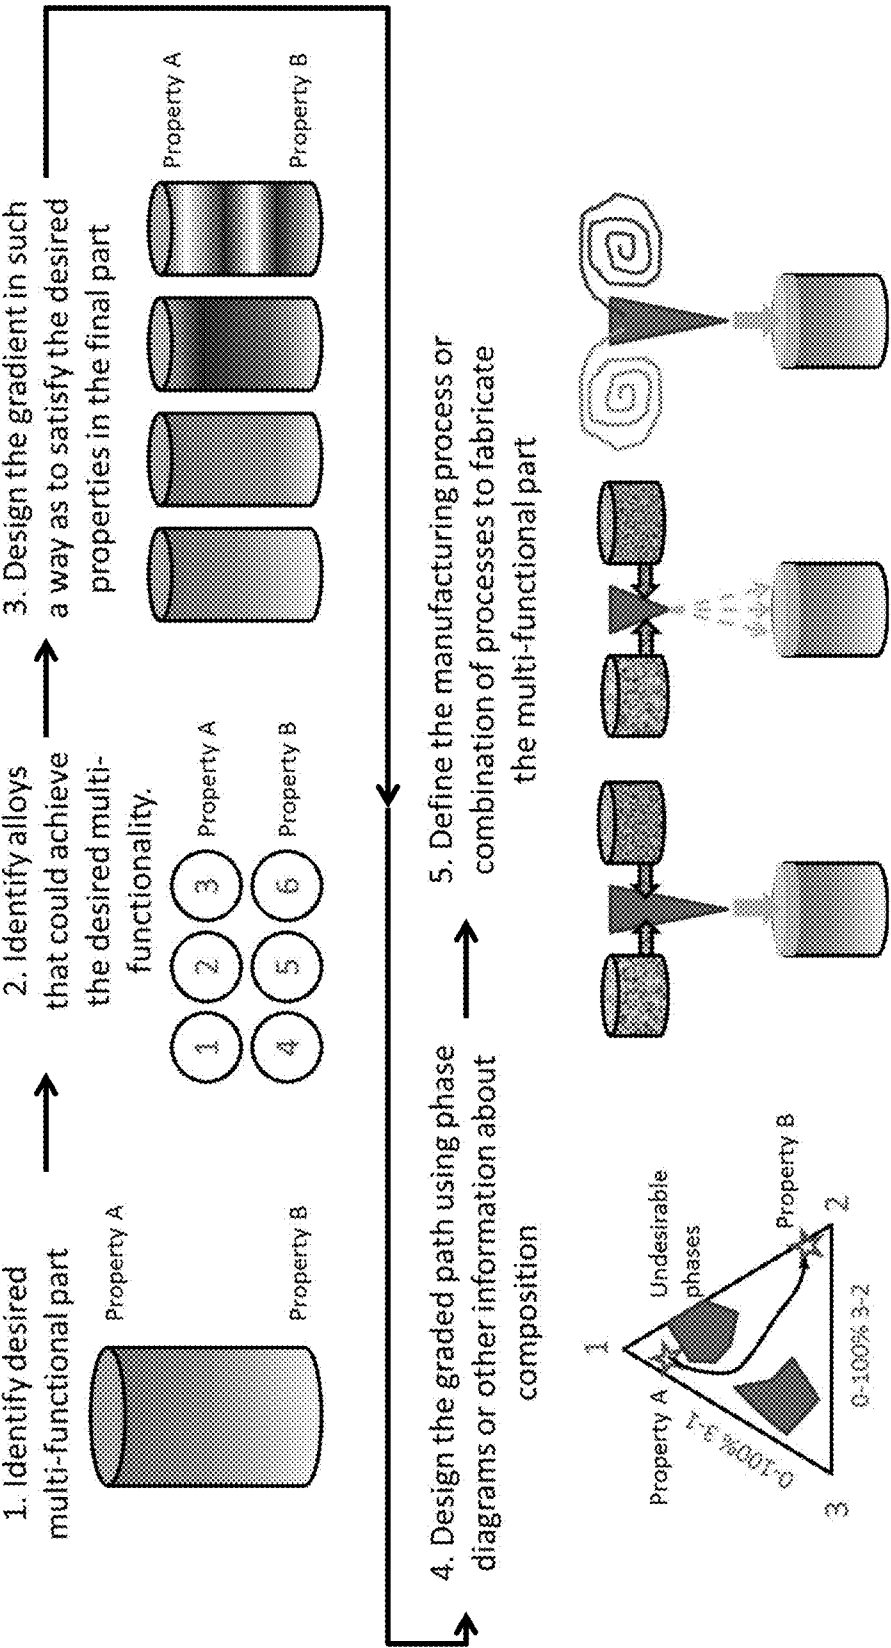 1. Identify desired
multi-functional part
Property A
Property B
2. Identify alloys
that could achieve
the desired multi-
functionality.
1
2
3
Property A
4
5
6
Property B
3. Design the gradient in such
a way as to satisfy the desired
properties in the final part
Property A
Property B
4. Design the graded path using phase
diagrams or other information about
composition
1
Property A
Undesirable
phases
0-100% 3-1
Property B
3
2
0-100% 3-2
5. Define the manufacturing process or
combination of processes to fabricate
the multi-functional part